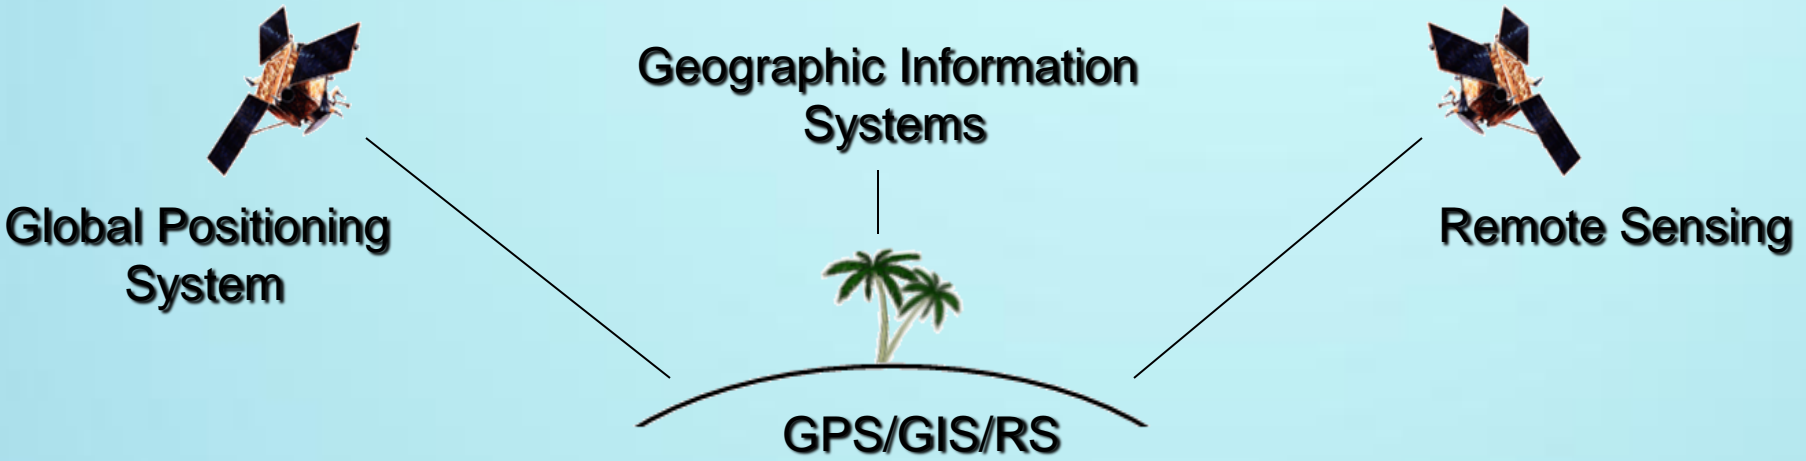 Geographic Information
Systems
Global Positioning
System
Remote Sensing
GPS/GIS/RS